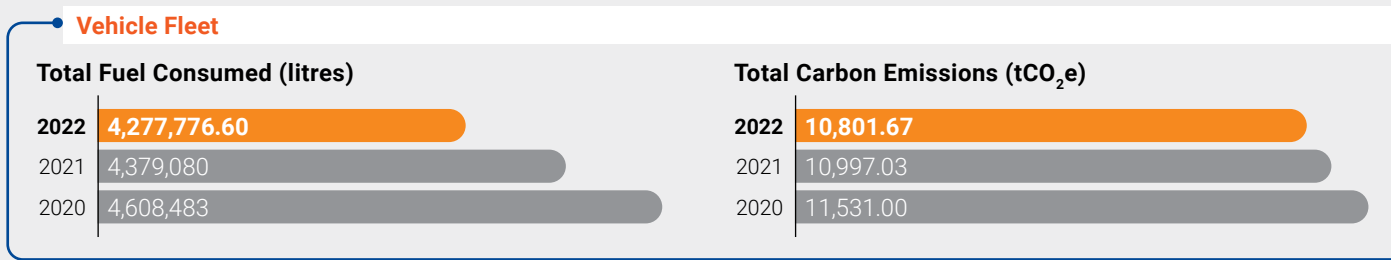 Vehicle Fleet
Total Fuel Consumed (litres)
2022 4,277,776.60
2021 4,379,080
2020 4,608,483
Total Carbon Emissions (tCO₂e)
2022 10,801.67
2021 10,997.03
2020 11,531.00